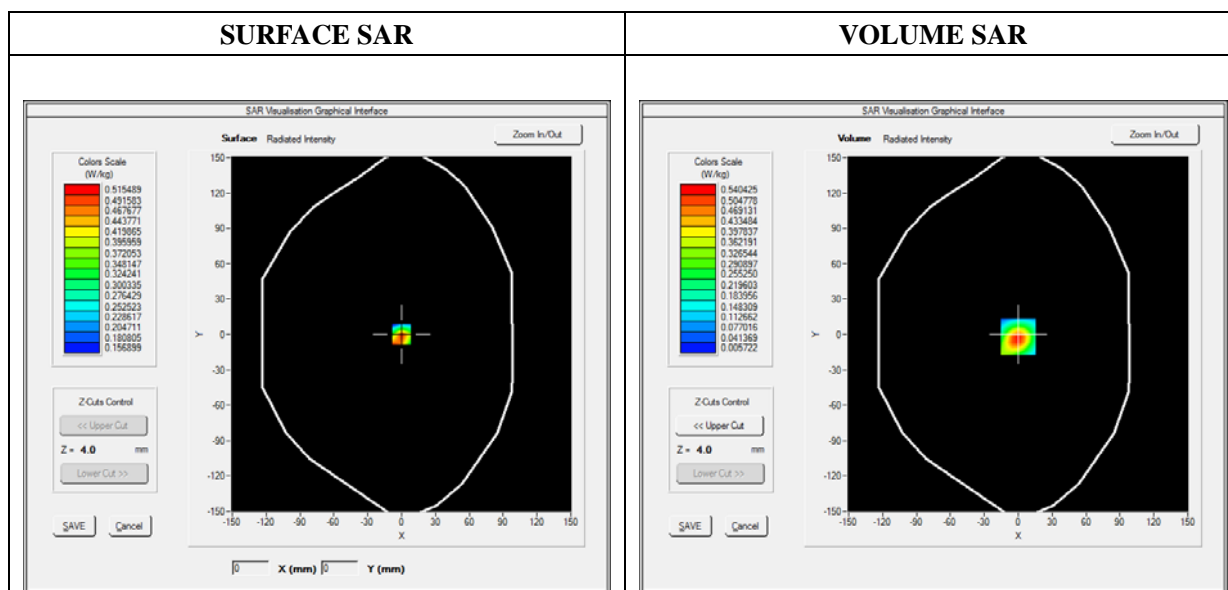 SURFACE SAR
VOLUME SAR
SAR Visualisation Graphical Interface
Surface Radiated Intensity
Zoom In/Out
Colors Scale
(W/kg)
0.515489
0.491583
0.467677
0.443771
0.419865
0.395959
0.372053
0.348147
0.324241
0.300335
0.276429
0.252523
0.228617
0.204711
0.180805
0.156899
Z-Cuts Control
<< Upper Cut
Z = 4.0 mm
Lower Cut >>
SAVE Cancel
150
120
90
60
30
0
-30
-60
-90
-120
-150
Y
-150 -120 -90 -60 -30 0 30 60 90 120 150
X
0 X (mm) 0 Y (mm)
SAR Visualisation Graphical Interface
Volume Radiated Intensity
Zoom In/Out
Colors Scale
(W/kg)
0.540425
0.504778
0.469131
0.433484
0.397837
0.362191
0.326544
0.290897
0.255250
0.219603
0.183956
0.148309
0.112662
0.077016
0.041369
0.005722
Z-Cuts Control
<< Upper Cut
Z = 4.0 mm
Lower Cut >>
SAVE Cancel
150
120
90
60
30
0
-30
-60
-90
-120
-150
Y
-150 -120 -90 -60 -30 0 30 60 90 120 150
X